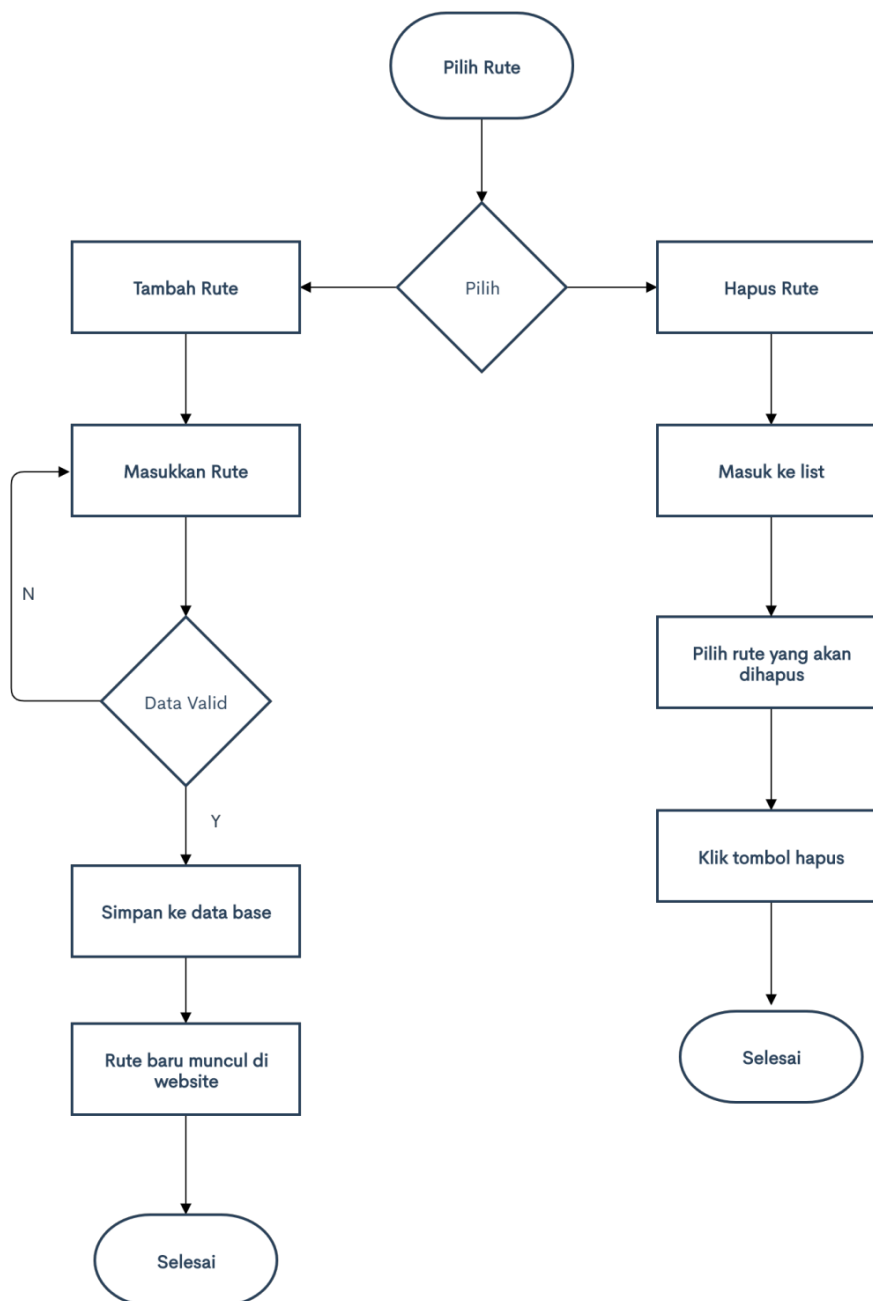 Pilih Rute
Tambah Rute
Pilih
Hapus Rute
Masukkan Rute
Masuk ke list
N
Pilih rute yang akan
dihapus
Data Valid
Y
Klik tombol hapus
Simpan ke data base
Rute baru muncul di
website
Selesai
Selesai